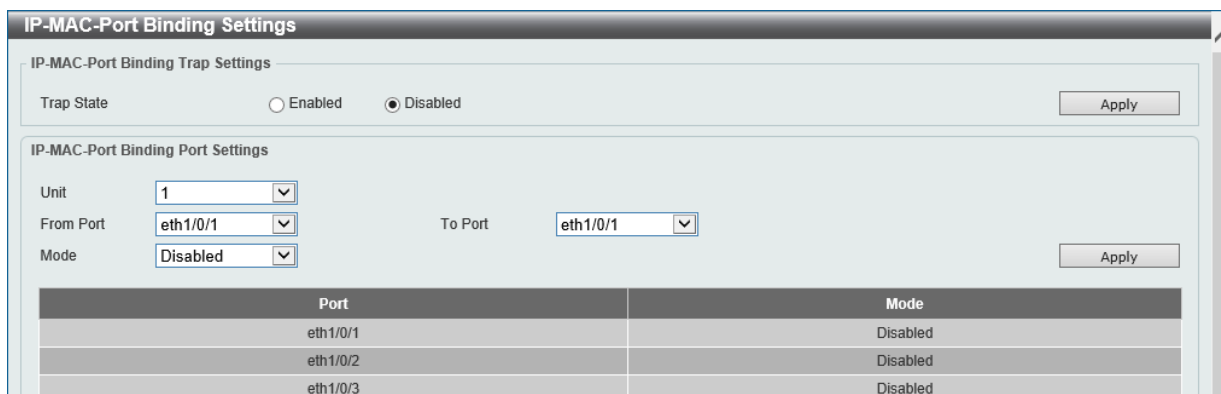 IP-MAC-Port Binding Settings
IP-MAC-Port Binding Trap Settings
Trap State Enabled Disabled Apply
IP-MAC-Port Binding Port Settings
Unit 1
From Port eth1/0/1 To Port eth1/0/1
Mode Disabled Apply
Port Mode
eth1/0/1 Disabled
eth1/0/2 Disabled
eth1/0/3 Disabled